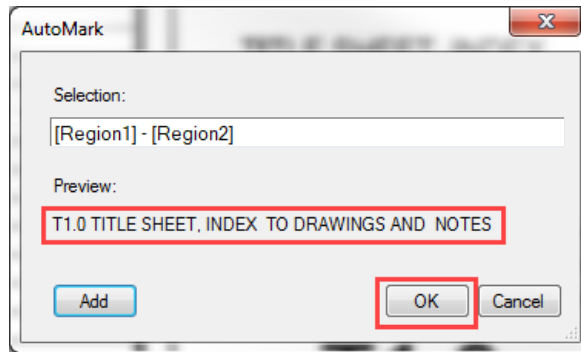 AutoMark
Selection:
[Region1] - [Region2]
Preview:
T1.0 TITLE SHEET, INDEX  TO DRAWINGS AND  NOTES
Add
OK
Cancel